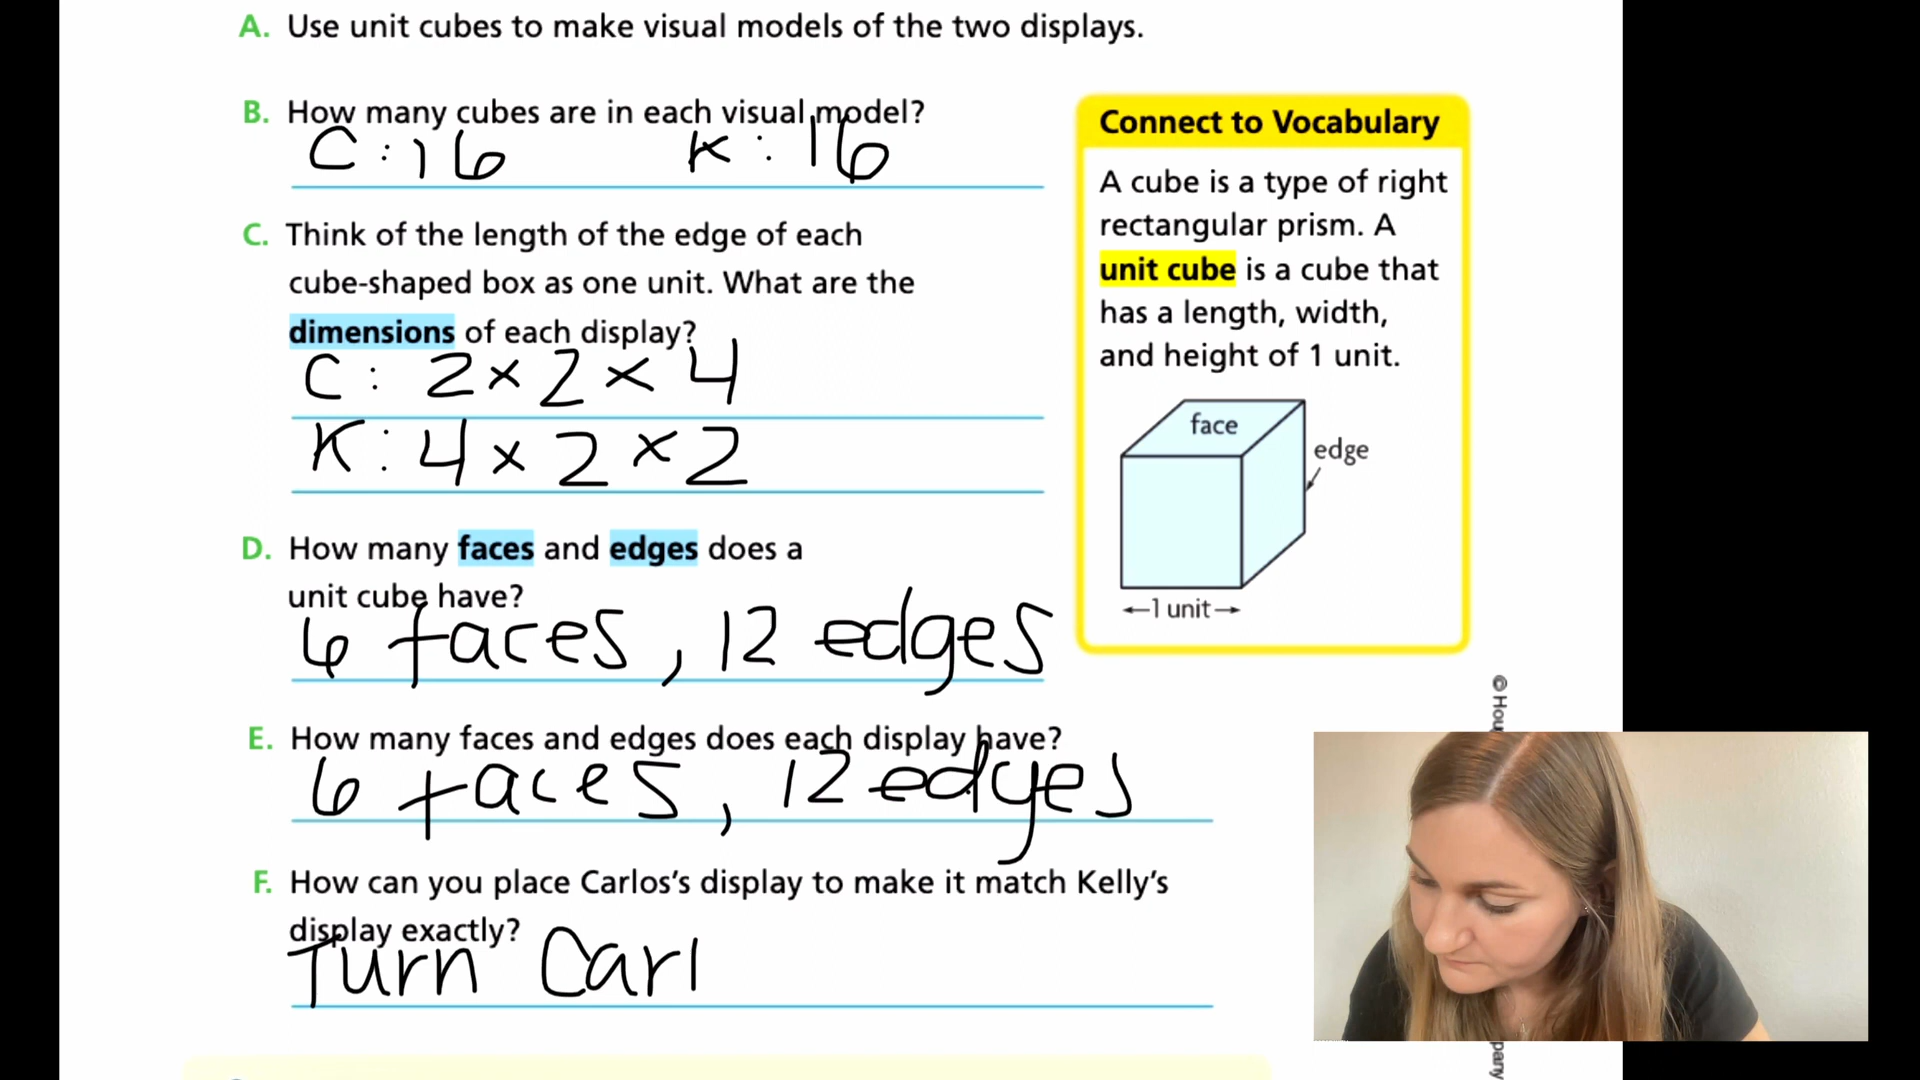 A. Use unit cubes to make visual models of the two displays.
B. How many cubes are in each visual model?
C: 16 K: 16
C. Think of the length of the edge of each
cube-shaped box as one unit. What are the
dimensions of each display?
C: 2 × 2 × 4
K: 4 × 2 × 2
D. How many faces and edges does a
unit cube have?
6 faces, 12 edges
E. How many faces and edges does each display have?
6 faces, 12 edges
F. How can you place Carlos's display to make it match Kelly's
display exactly?
Turn Carl
Connect to Vocabulary
A cube is a type of right
rectangular prism. A
unit cube is a cube that
has a length, width,
and height of 1 unit.
face
edge
1 unit
© Hou
pany